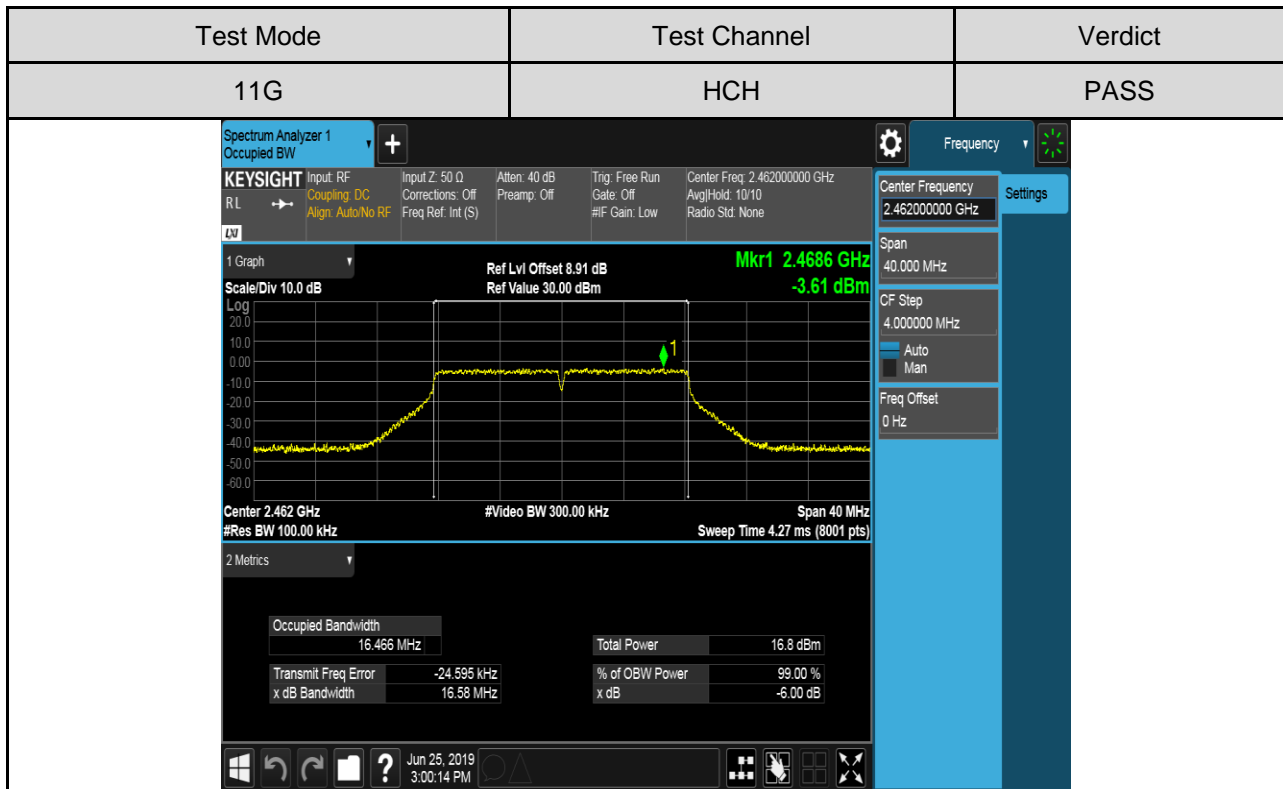 Test Mode Test Channel Verdict
11G HCH PASS
Spectrum Analyzer 1
Occupied BW
+
Frequency
KEYSIGHT Input: RF Input Z: 50 Ω Atten: 40 dB Trig: Free Run Center Freq: 2.462000000 GHz
RL Coupling: DC Corrections: Off Preamp: Off Gate: Off Avg|Hold: 10/10
Align: Auto/No RF Freq Ref: Int (S) #IF Gain: Low Radio Std: None
LXI
Center Frequency
2.462000000 GHz
Settings
Span
40.000 MHz
CF Step
4.000000 MHz
Auto
Man
Freq Offset
0 Hz
1 Graph
Ref Lvl Offset 8.91 dB
Mkr1 2.4686 GHz
Scale/Div 10.0 dB Ref Value 30.00 dBm -3.61 dBm
Log
20.0
10.0
0.00
-10.0
-20.0
-30.0
-40.0
-50.0
-60.0
1
Center 2.462 GHz #Video BW 300.00 kHz Span 40 MHz
#Res BW 100.00 kHz Sweep Time 4.27 ms (8001 pts)
2 Metrics
Occupied Bandwidth
16.466 MHz
Total Power 16.8 dBm
Transmit Freq Error -24.595 kHz % of OBW Power 99.00 %
x dB Bandwidth 16.58 MHz x dB -6.00 dB
?
Jun 25, 2019
3:00:14 PM